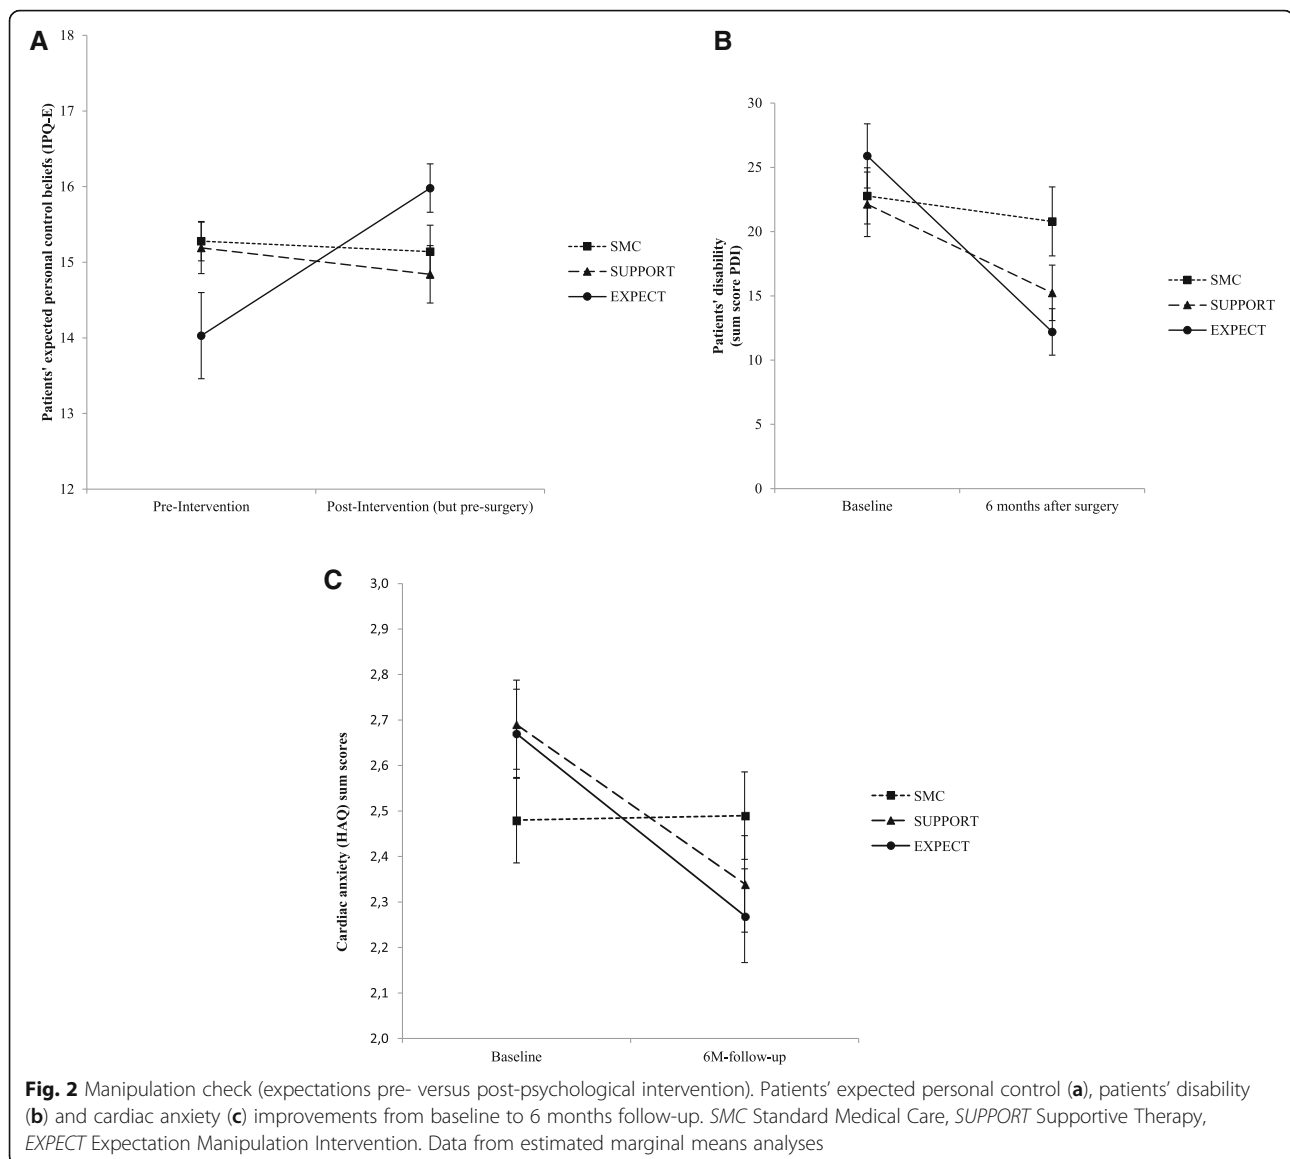 A
18
17
16
15
14
13
12
Patients' expected personal control beliefs (IPQ-E)
Pre-Intervention
Post-Intervention (but pre-surgery)
SMC
SUPPORT
EXPECT
B
30
25
20
15
10
5
0
Patients' disability
(sum score PDI)
Baseline
6 months after surgery
SMC
SUPPORT
EXPECT
C
3,0
2,9
2,8
2,7
2,6
2,5
2,4
2,3
2,2
2,1
2,0
Cardiac anxiety (HAQ) sum scores
Baseline
6M-follow-up
SMC
SUPPORT
EXPECT
Fig. 2 Manipulation check (expectations pre- versus post-psychological intervention). Patients' expected personal control (a), patients' disability
(b) and cardiac anxiety (c) improvements from baseline to 6 months follow-up. SMC Standard Medical Care, SUPPORT Supportive Therapy,
EXPECT Expectation Manipulation Intervention. Data from estimated marginal means analyses